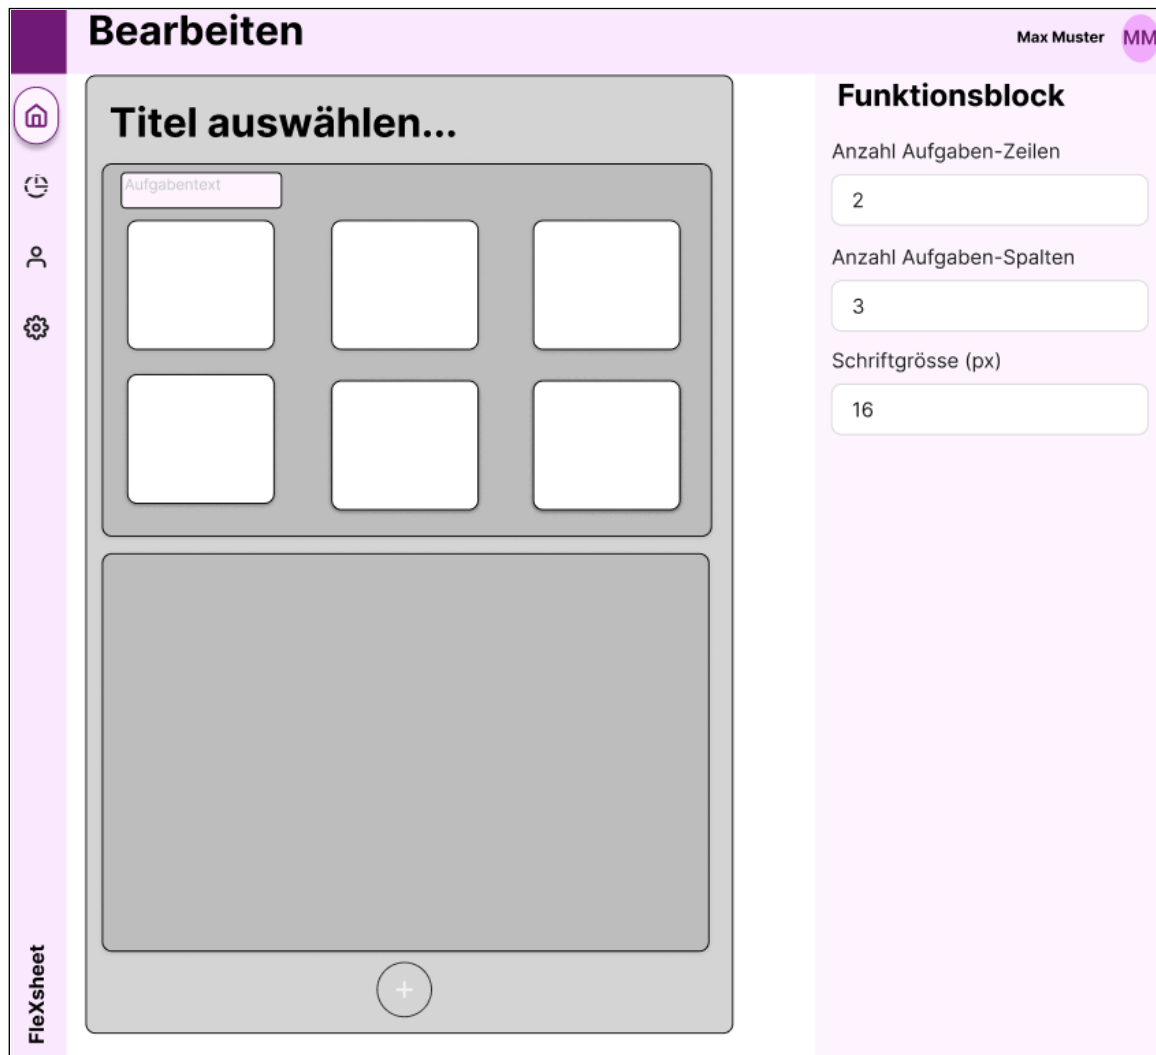 Bearbeiten
Max Muster
MM
Titel auswählen...
Aufgabentext
Funktionsblock
Anzahl Aufgaben-Zeilen
2
Anzahl Aufgaben-Spalten
3
Schriftgrösse (px)
16
FleXsheet